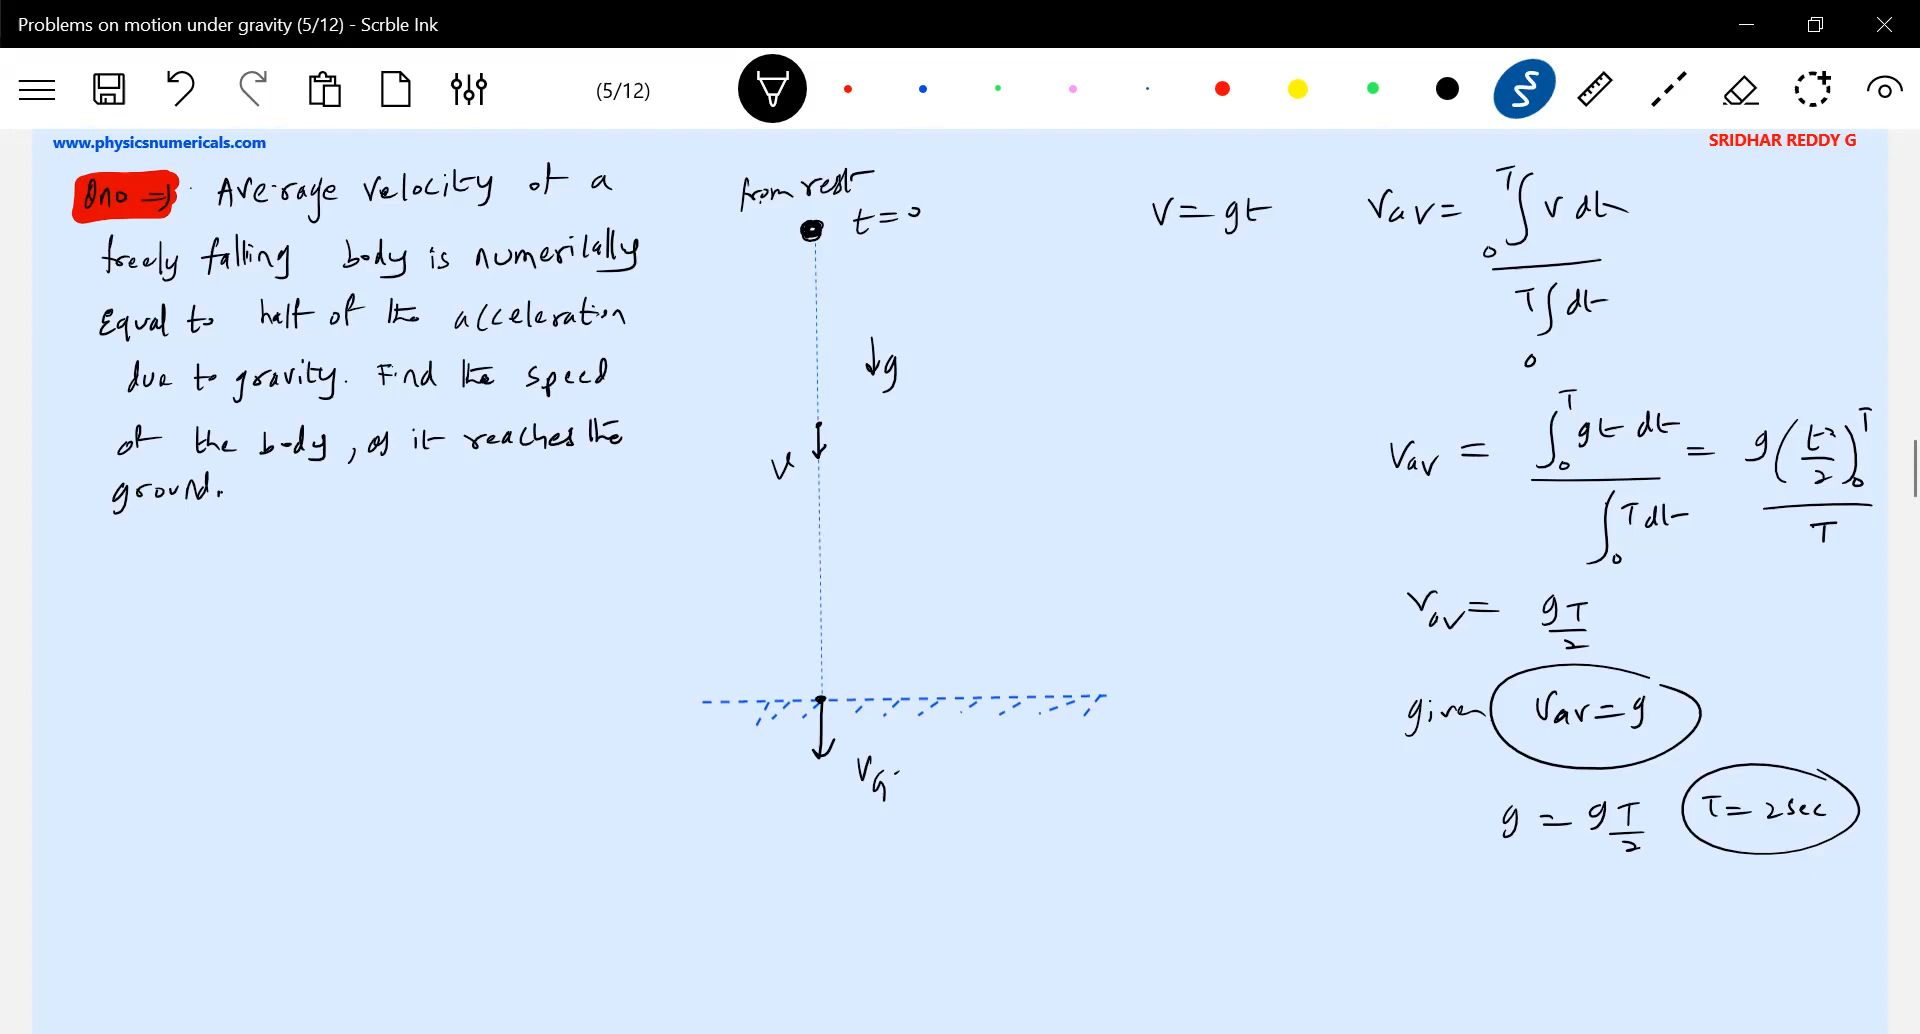 Problems on motion under gravity (5/12) - Scrble Ink
(5/12)
www.physicsnumericals.com
SRIDHAR REDDY G
Qno ⇒ Average velocity of a
freely falling body is numerically
Equal to half of the acceleration
due to gravity. Find the speed
of the body, as it reaches the
ground.
from rest
t = 0
↓g
v
VG
V = gt
Vav = ∫₀ᵀ v dt / ∫₀ᵀ dt
Vav = ∫₀ᵀ gt dt / ∫₀ᵀ dt = g(t²/2)₀ᵀ / T
Vav = gT/2
given Vav = g
g = gT/2 T = 2 sec